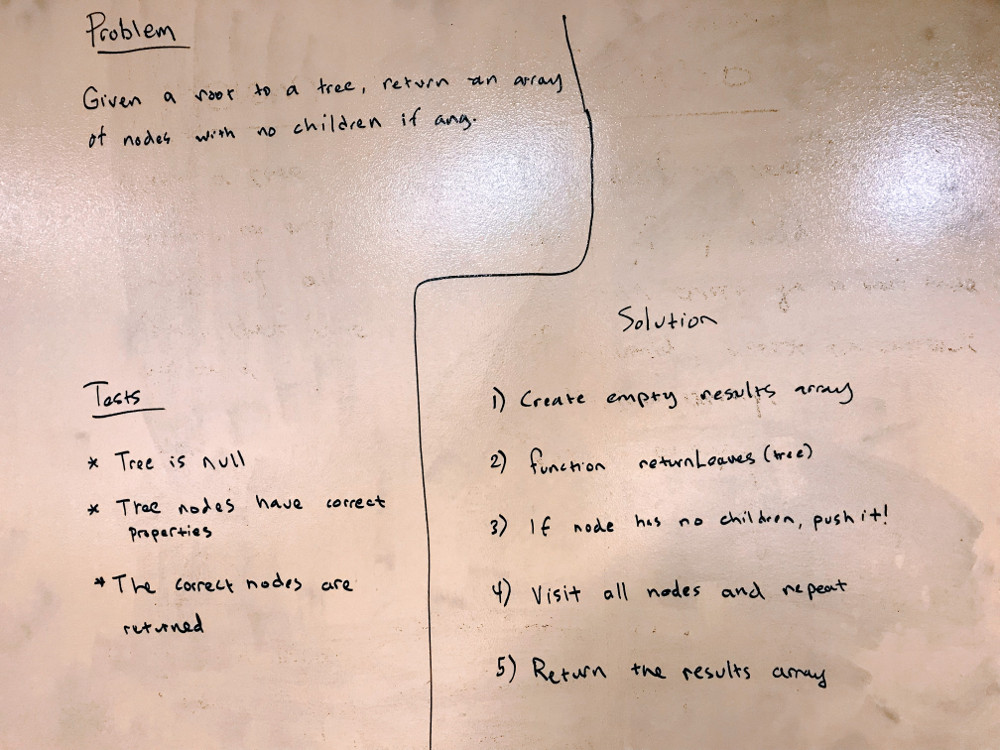 Problem
Given a root to a tree, return an array
of nodes with no children if any.
Tests
* Tree is null
* Tree nodes have correct
properties
* The correct nodes are
returned
Solution
1) Create empty results array
2) function returnLeaves(tree)
3) If node has no children, push it!
4) Visit all nodes and repeat
5) Return the results array